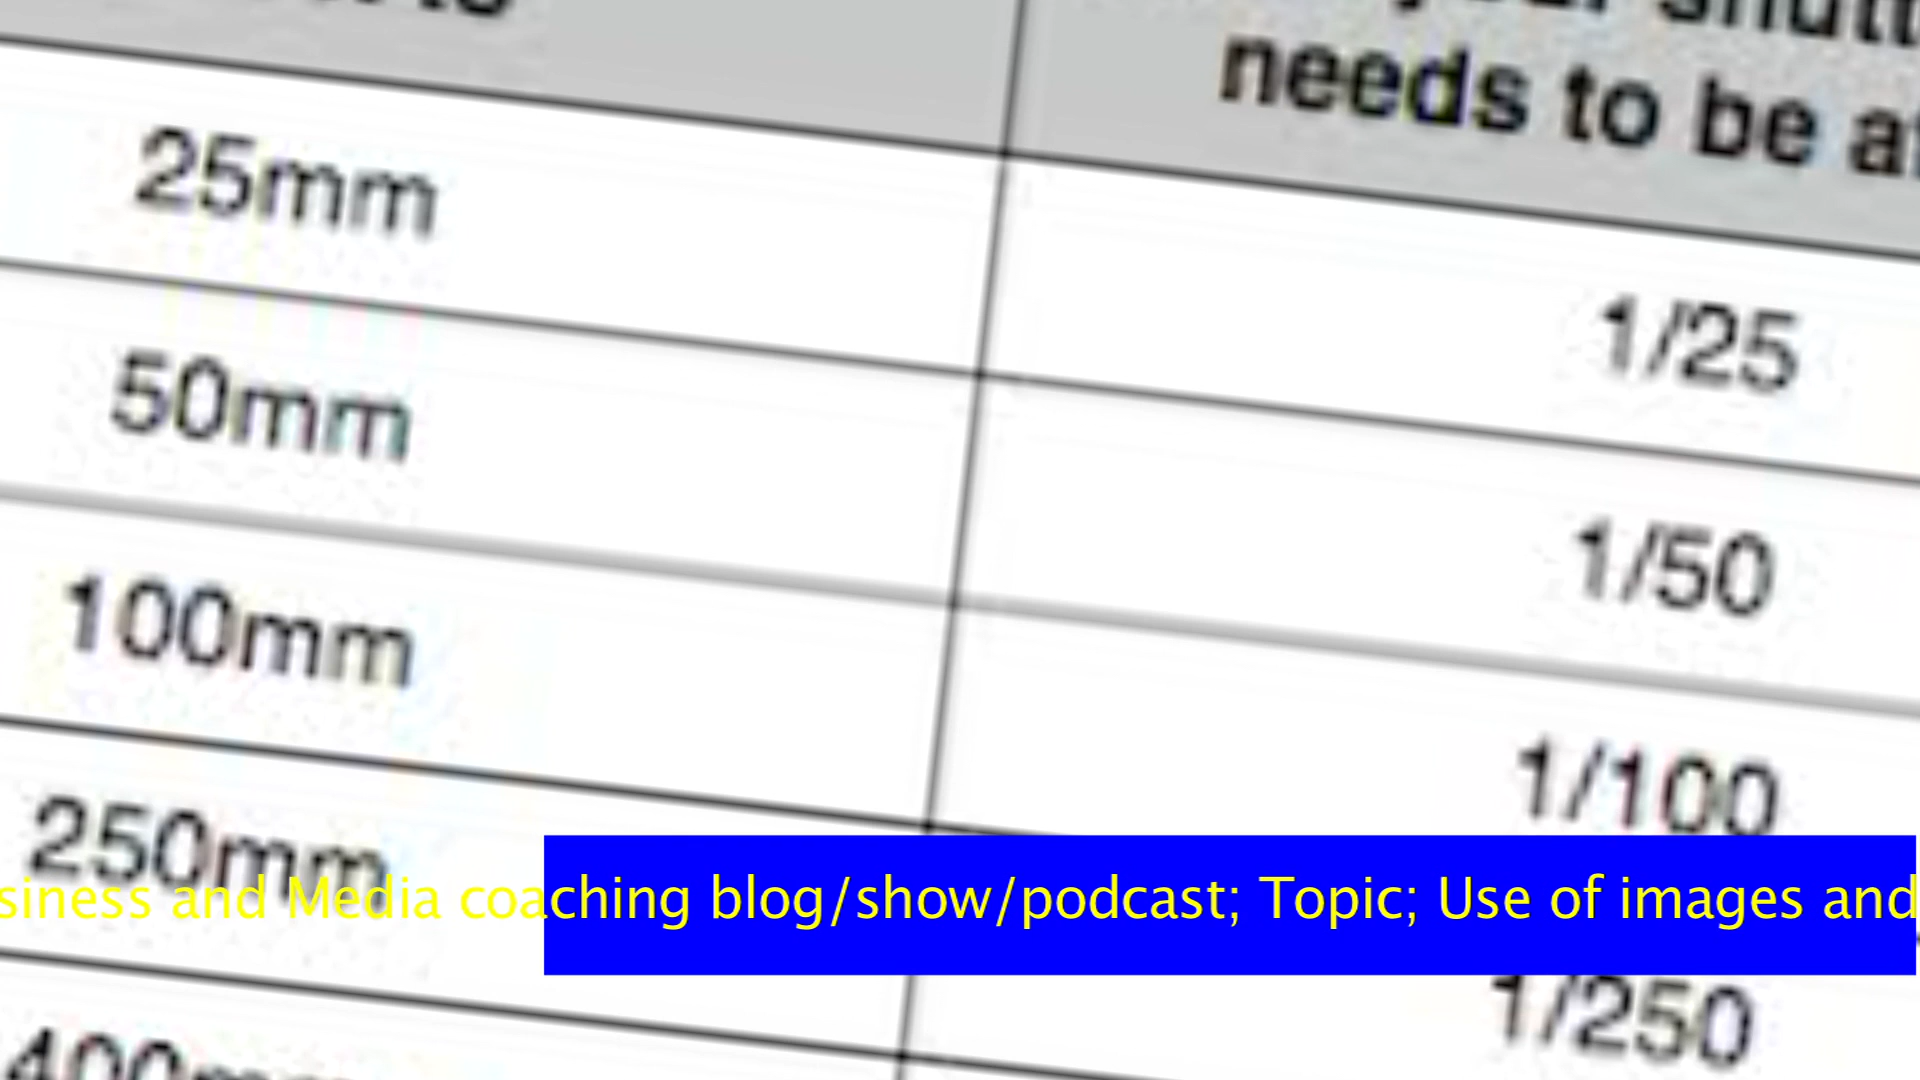 needs to be
25mm
1/25
50mm
1/50
100mm
1/100
250mm
siness and Media coaching blog/show/podcast; Topic; Use of images and
1/250